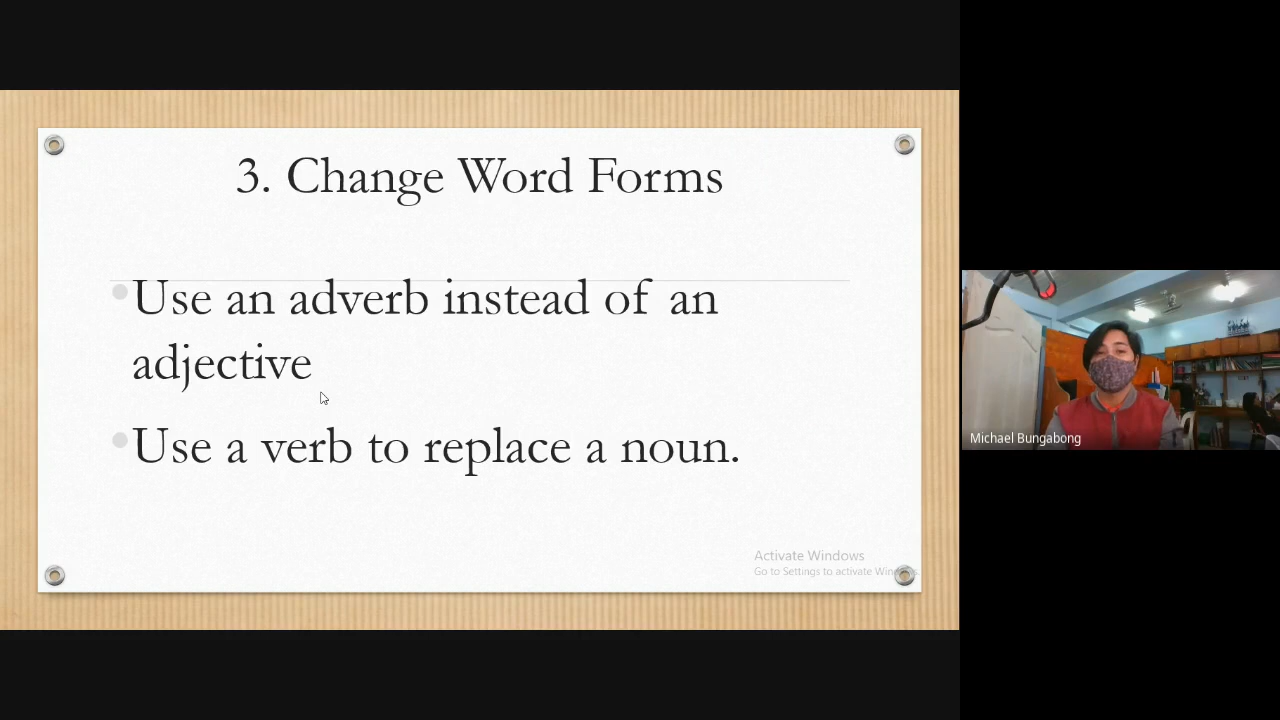 3. Change Word Forms
Use an adverb instead of an
adjective
Use a verb to replace a noun.
Activate Windows
Go to Settings to activate Windows.
Michael Bungabong